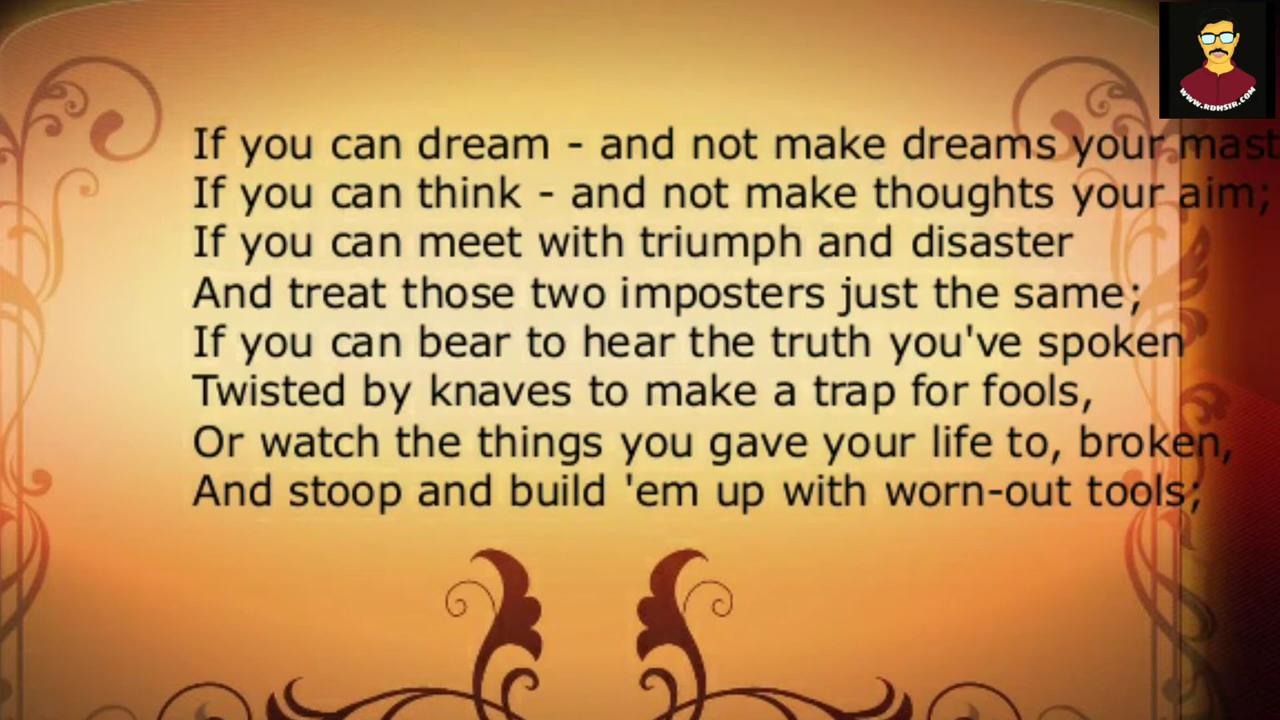 WWW.RDHSIR.COM
If you can dream - and not make dreams your mast
If you can think - and not make thoughts your aim;
If you can meet with triumph and disaster
And treat those two imposters just the same;
If you can bear to hear the truth you've spoken
Twisted by knaves to make a trap for fools,
Or watch the things you gave your life to, broken,
And stoop and build 'em up with worn-out tools;